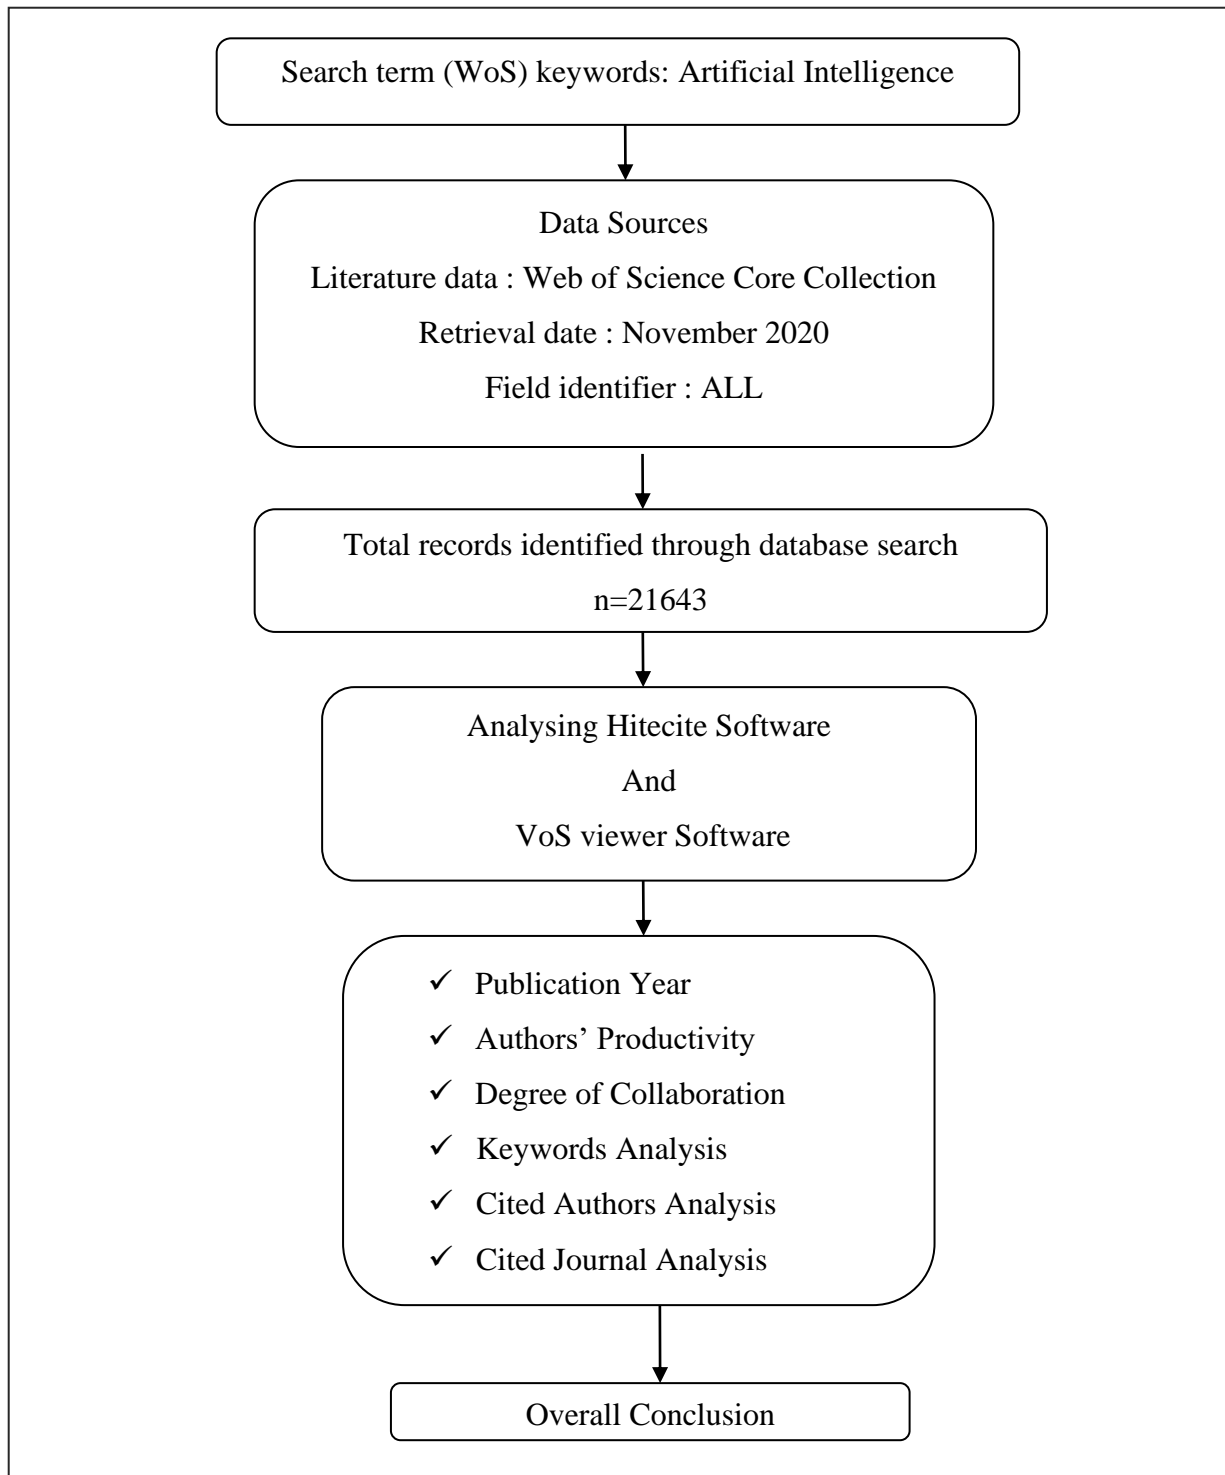 Search term (WoS) keywords: Artificial Intelligence
Data Sources
Literature data : Web of Science Core Collection
Retrieval date : November 2020
Field identifier : ALL
Total records identified through database search
n=21643
Analysing Hitecite Software
And
VoS viewer Software
✓ Publication Year
✓ Authors’ Productivity
✓ Degree of Collaboration
✓ Keywords Analysis
✓ Cited Authors Analysis
✓ Cited Journal Analysis
Overall Conclusion